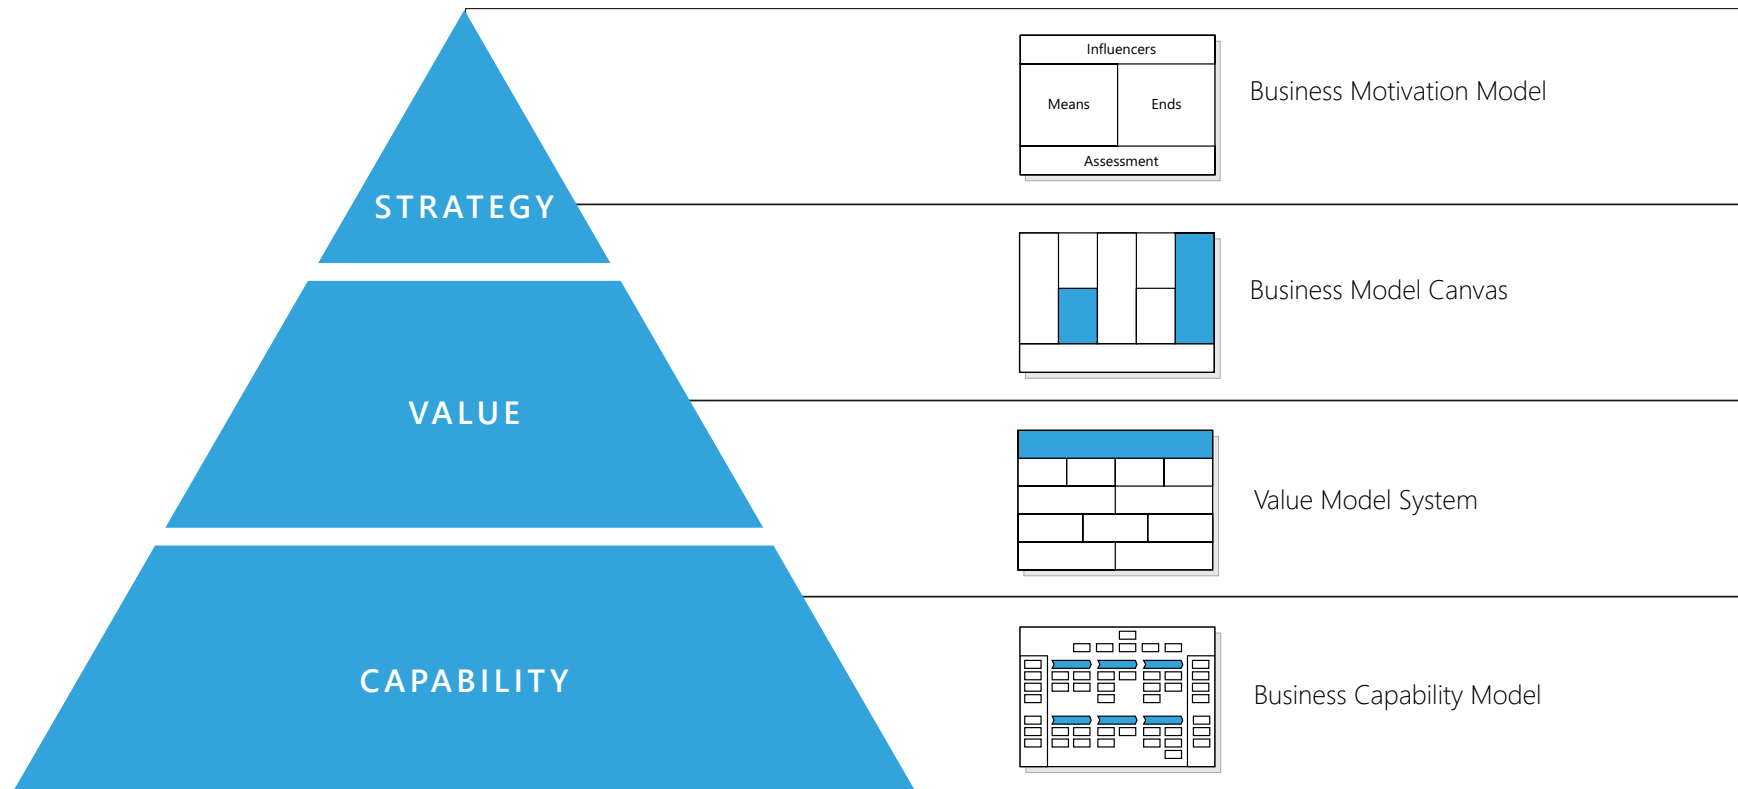 STRATEGY
VALUE
CAPABILITY
Influencers
Means
Ends
Assessment
Business Motivation Model
Business Model Canvas
Value Model System
Business Capability Model